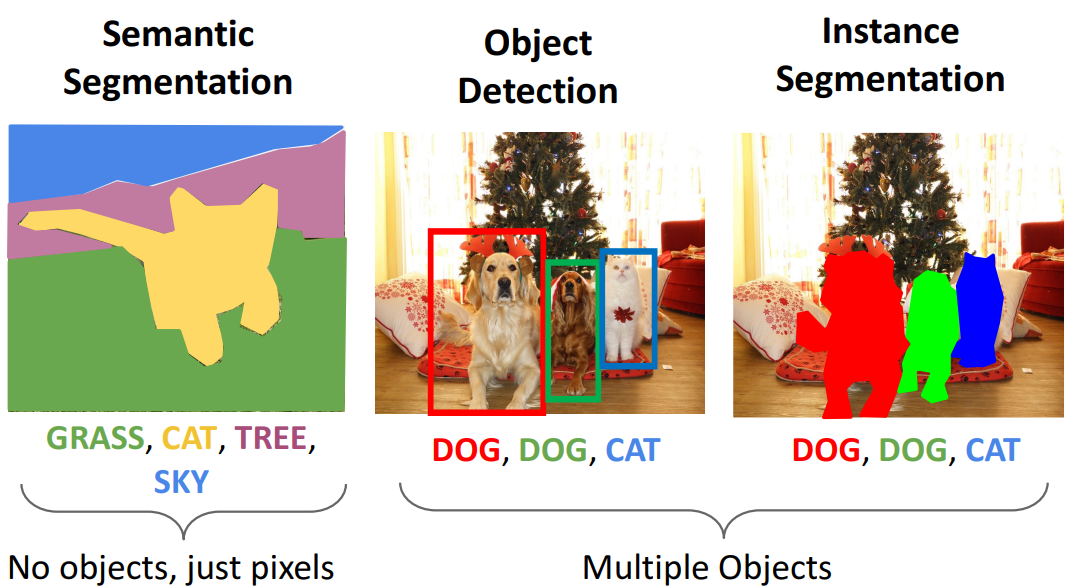 Semantic
Segmentation
Object
Detection
Instance
Segmentation
GRASS, CAT, TREE,
SKY
DOG, DOG, CAT
DOG, DOG, CAT
No objects, just pixels
Multiple Objects